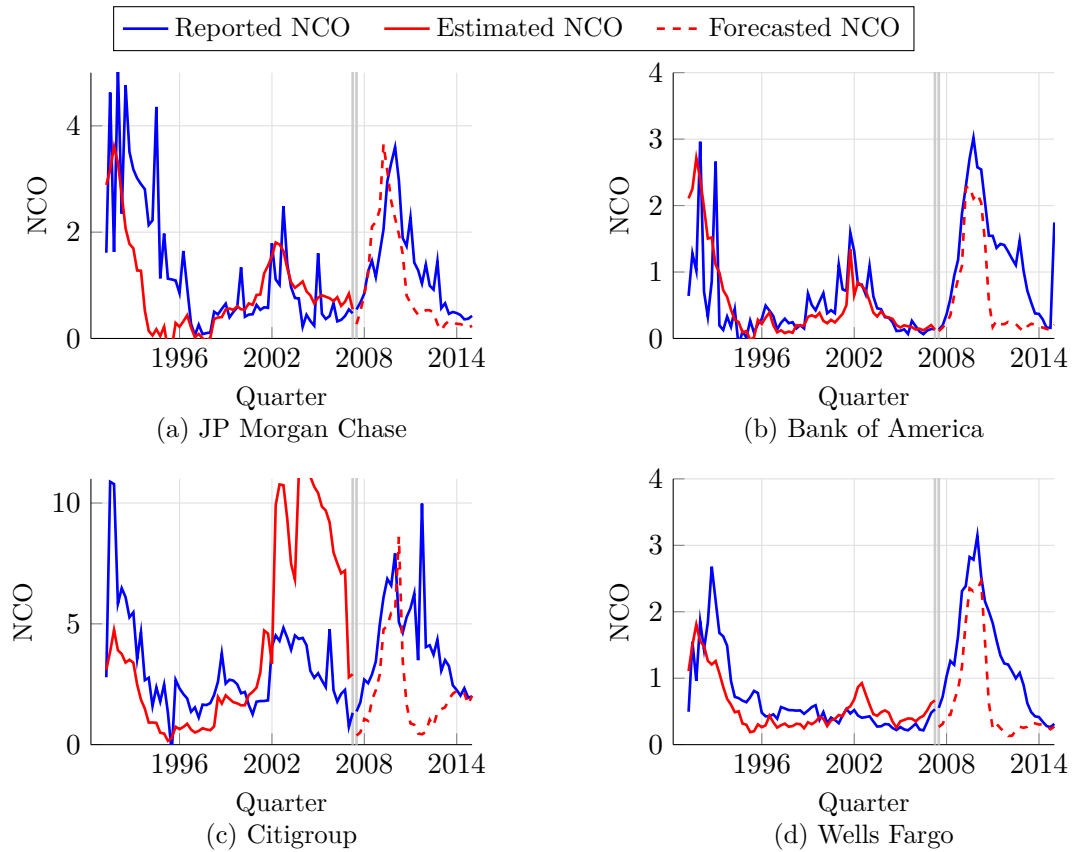 Reported NCO Estimated NCO Forecasted NCO
4
2
0
NCO
1996 2002 2008 2014
Quarter
(a) JP Morgan Chase
4
3
2
1
0
NCO
1996 2002 2008 2014
Quarter
(b) Bank of America
10
5
0
NCO
1996 2002 2008 2014
Quarter
(c) Citigroup
4
3
2
1
0
NCO
1996 2002 2008 2014
Quarter
(d) Wells Fargo